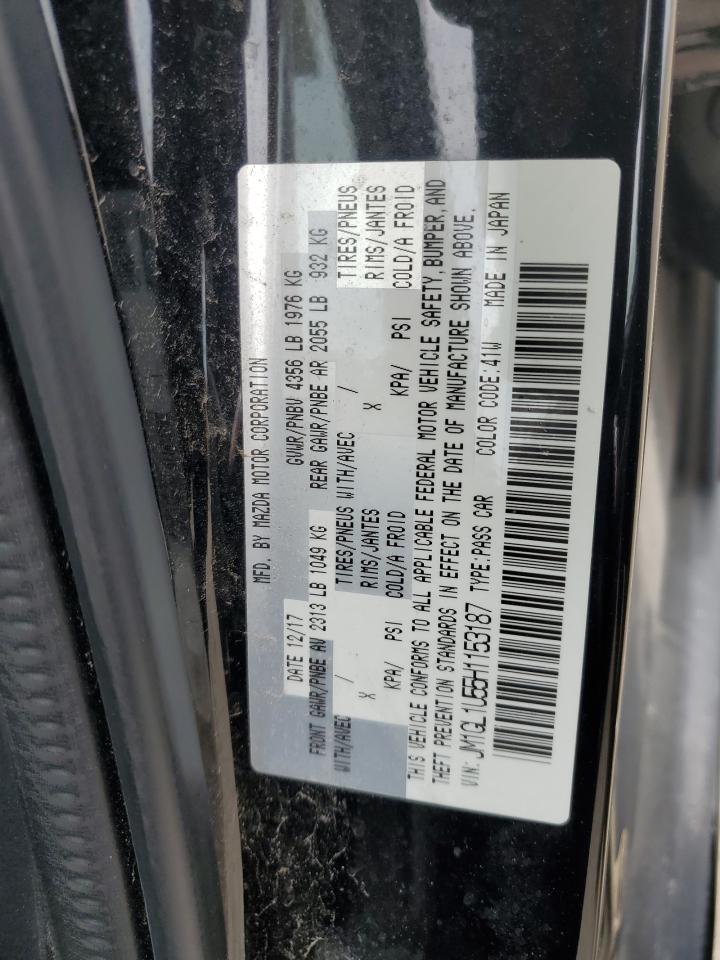 MFD. BY MAZDA MOTOR CORPORATION
DATE 12/17 GVWR/PNBV 4356 LB 1976 KG
FRONT GAWR/PNBE AV 2313 LB 1049 KG REAR GAWR/PNBE AR 2055 LB 932 KG
WITH/AVEC / TIRES/PNEUS WITH/AVEC / TIRES/PNEUS
X RIMS/JANTES X RIMS/JANTES
KPA/ PSI COLD/A FROID KPA/ PSI COLD/A FROID
THIS VEHICLE CONFORMS TO ALL APPLICABLE FEDERAL MOTOR VEHICLE SAFETY, BUMPER, AND
THEFT PREVENTION STANDARDS IN EFFECT ON THE DATE OF MANUFACTURE SHOWN ABOVE.
VIN: JM1GL1U55H1153187 TYPE:PASS CAR COLOR CODE:41W MADE IN JAPAN